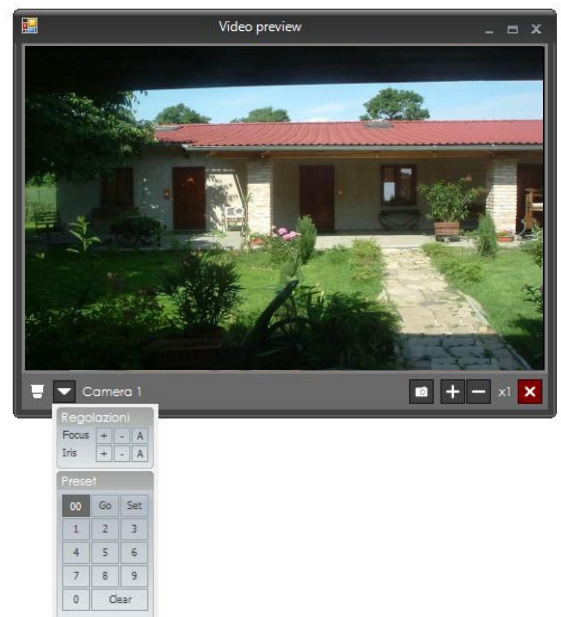 Video preview
Camera 1
x1
Regolazioni
Focus + - A
Iris + - A
Preset
00 Go Set
1 2 3
4 5 6
7 8 9
0 Clear